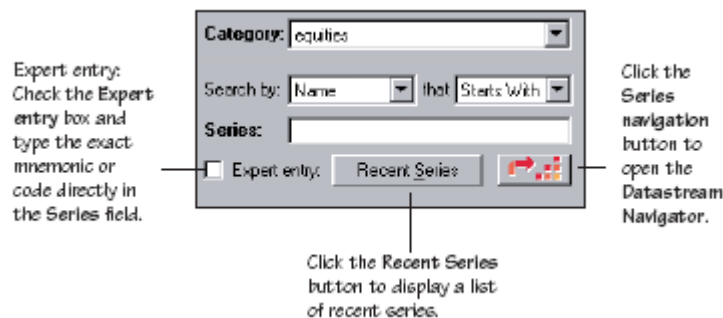 Category: equities
Search by: Name that Starts With
Series:
Expert entry: Recent Series
Expert entry:
Check the Expert
entry box and
type the exact
mnemonic or
code directly in
the Series field.
Click the
Series
navigation
button to
open the
Datastream
Navigator.
Click the Recent Series
button to display a list
of recent series.